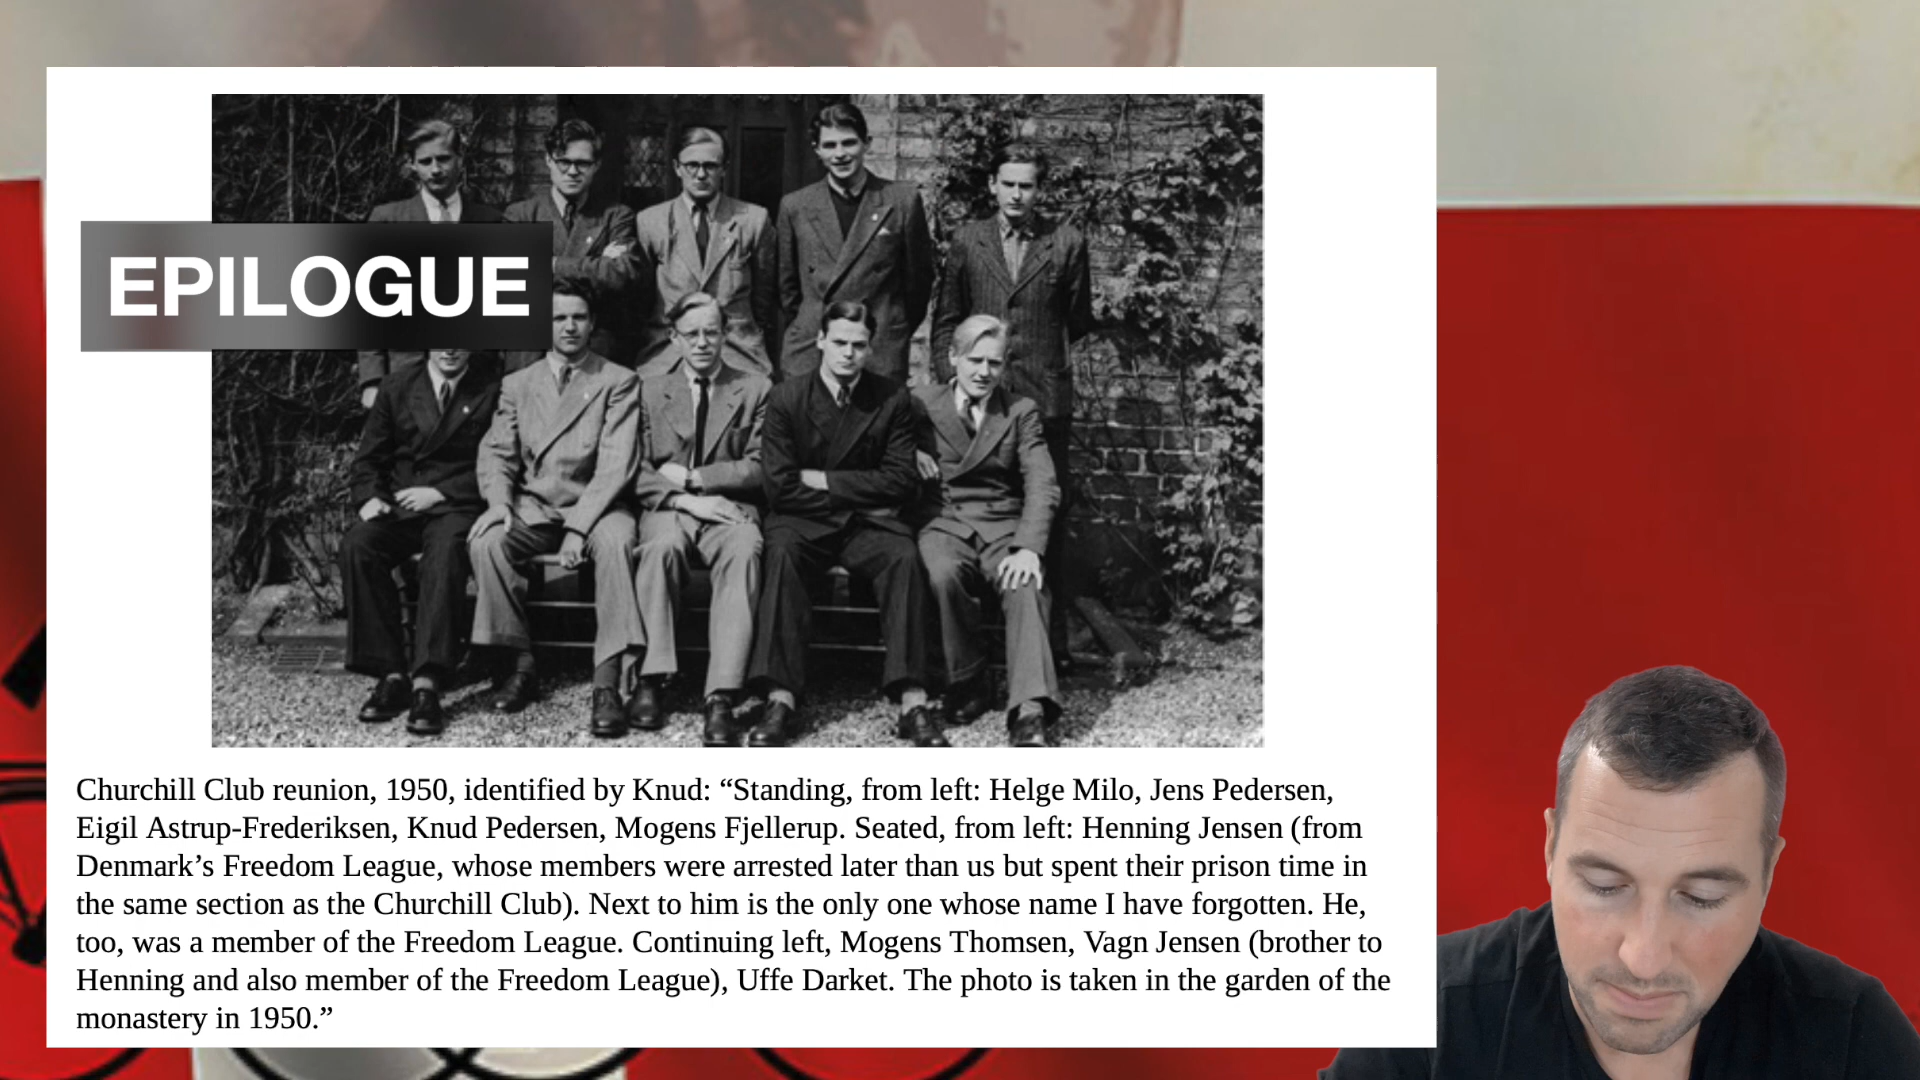 EPILOGUE
Churchill Club reunion, 1950, identified by Knud: “Standing, from left: Helge Milo, Jens Pedersen,
Eigil Astrup-Frederiksen, Knud Pedersen, Mogens Fjellerup. Seated, from left: Henning Jensen (from
Denmark’s Freedom League, whose members were arrested later than us but spent their prison time in
the same section as the Churchill Club). Next to him is the only one whose name I have forgotten. He,
too, was a member of the Freedom League. Continuing left, Mogens Thomsen, Vagn Jensen (brother to
Henning and also member of the Freedom League), Uffe Darket. The photo is taken in the garden of the
monastery in 1950.”